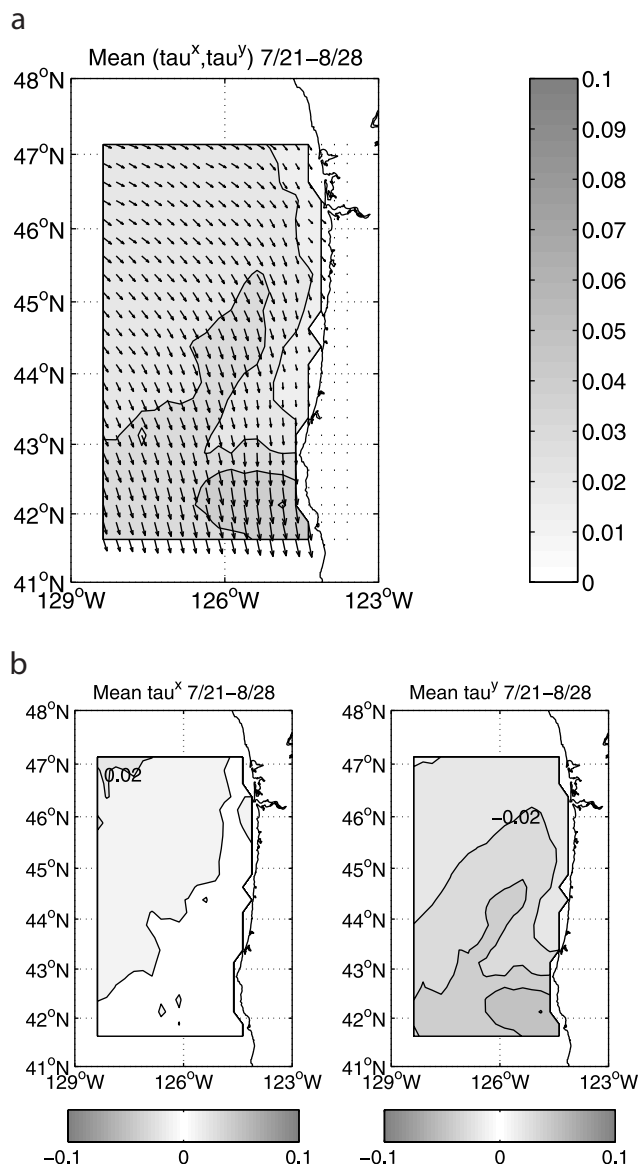 a
Mean (tau^x,tau^y) 7/21−8/28
48°N
47°N
46°N
45°N
44°N
43°N
42°N
41°N
129°W 126°W 123°W
0.1
0.09
0.08
0.07
0.06
0.05
0.04
0.03
0.02
0.01
0
b
Mean tau^x 7/21−8/28
48°N
47°N
46°N
45°N
44°N
43°N
42°N
41°N
129°W 126°W 123°W
0.02
−0.1 0 0.1
Mean tau^y 7/21−8/28
48°N
47°N
46°N
45°N
44°N
43°N
42°N
41°N
129°W 126°W 123°W
−0.02
−0.1 0 0.1